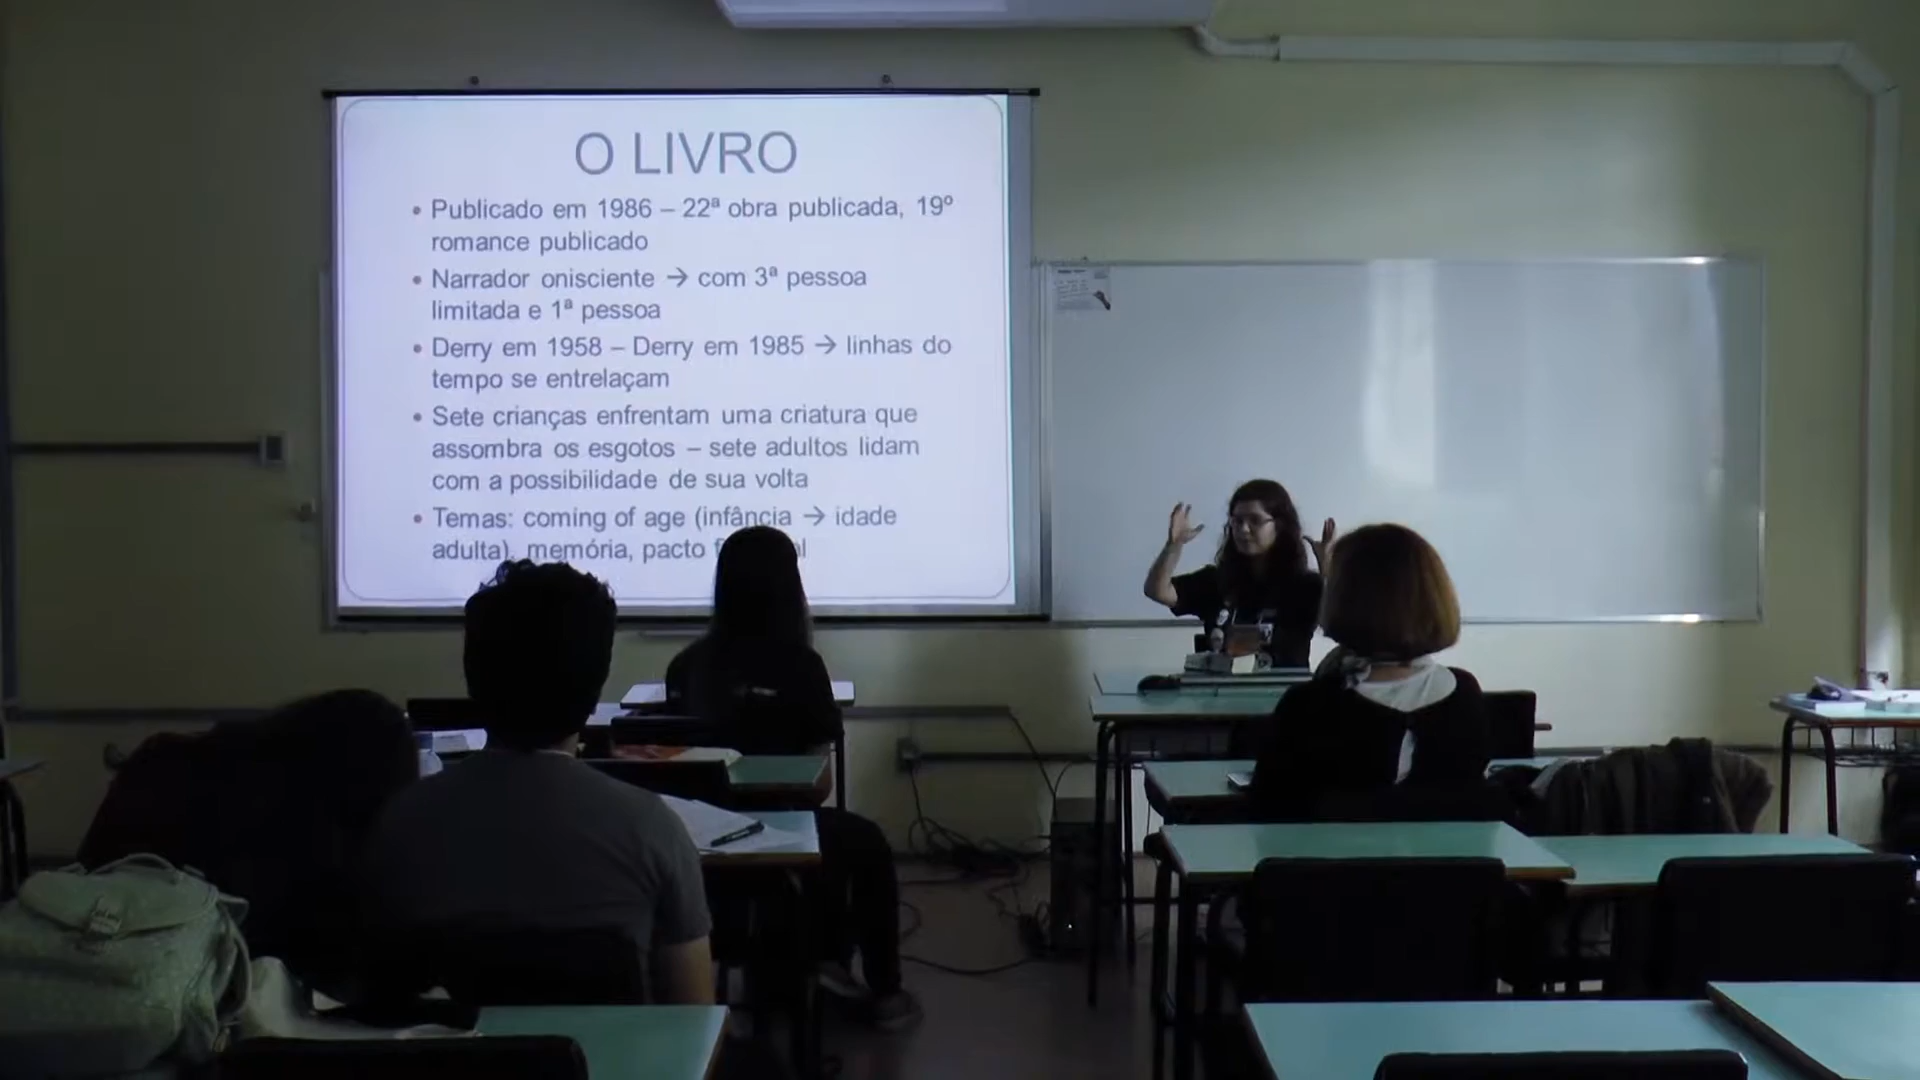 O LIVRO
• Publicado em 1986 – 22ª obra publicada, 19º
romance publicado
• Narrador onisciente → com 3ª pessoa
limitada e 1ª pessoa
• Derry em 1958 – Derry em 1985 → linhas do
tempo se entrelaçam
• Sete crianças enfrentam uma criatura que
assombra os esgotos – sete adultos lidam
com a possibilidade de sua volta
• Temas: coming of age (infância → idade
adulta), memória, pacto